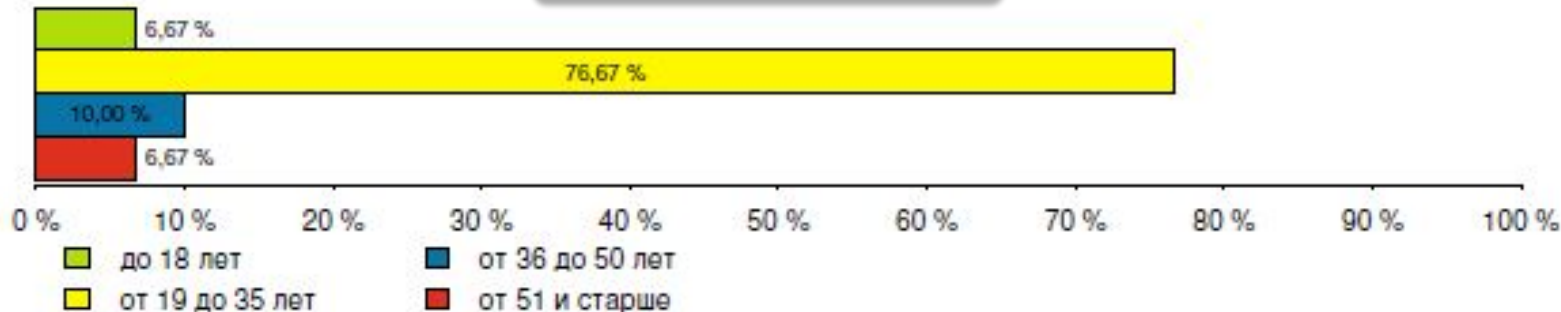 6,67 %
76,67 %
10,00 %
6,67 %
0 % 10 % 20 % 30 % 40 % 50 % 60 % 70 % 80 % 90 % 100 %
до 18 лет от 36 до 50 лет
от 19 до 35 лет от 51 и старше